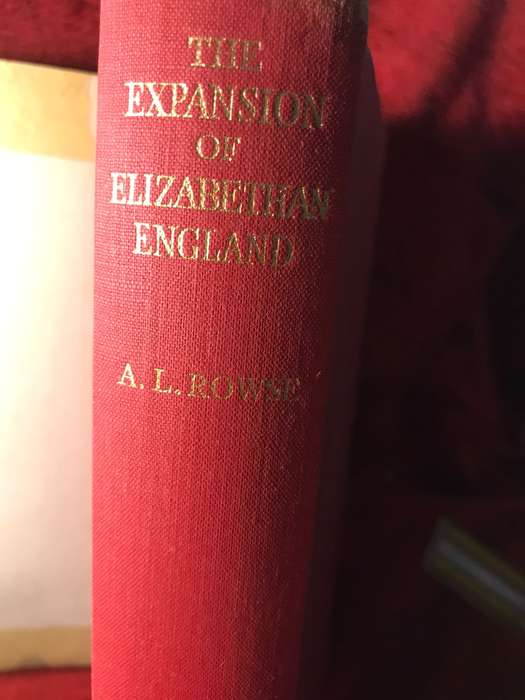 THE
EXPANSION
OF
ELIZABETHAN
ENGLAND
A. L. ROWSE